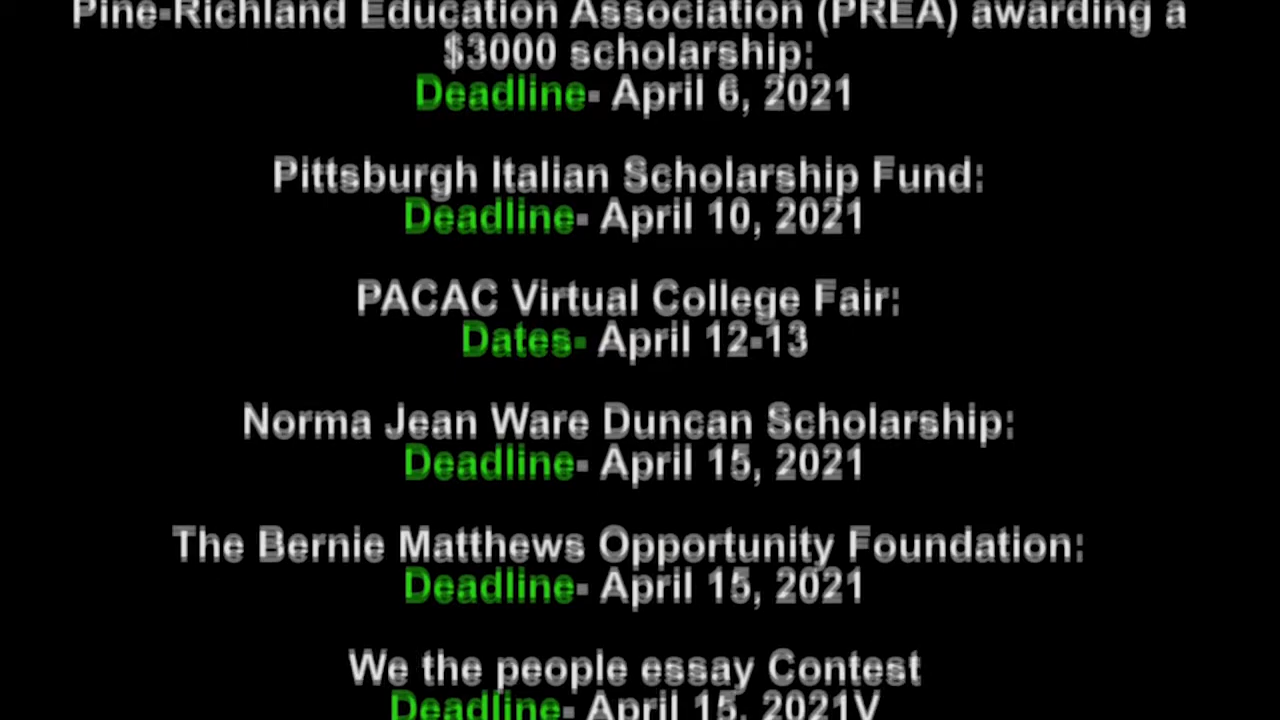 Pine-Richland Education Association (PREA) awarding a
$3000 scholarship:
Deadline- April 6, 2021
Pittsburgh Italian Scholarship Fund:
Deadline- April 10, 2021
PACAC Virtual College Fair:
Dates- April 12-13
Norma Jean Ware Duncan Scholarship:
Deadline- April 15, 2021
The Bernie Matthews Opportunity Foundation:
Deadline- April 15, 2021
We the people essay Contest
Deadline- April 15, 2021V